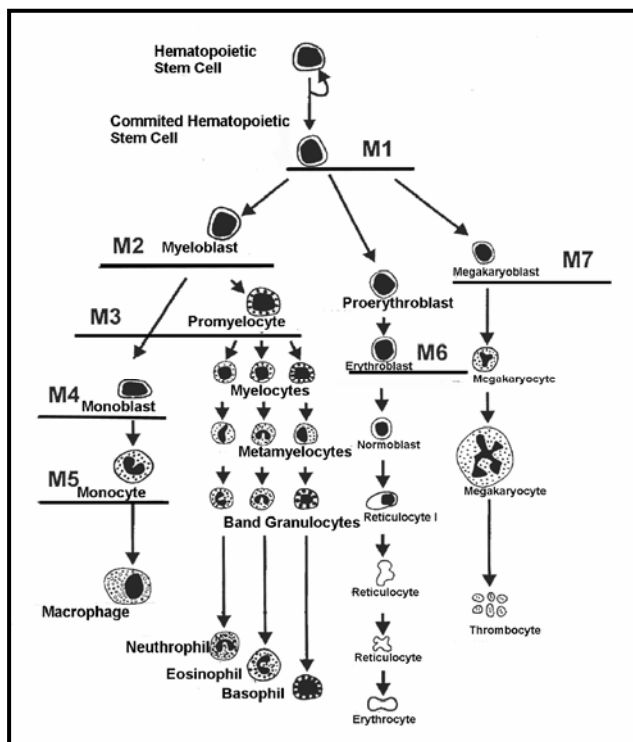 Hematopoietic
Stem Cell
Commited Hematopoietic
Stem Cell
M1
M2
Myeloblast
Megakaryoblast
M7
Proerythroblast
M3
Promyelocyte
Erythroblast
M6
Megakaryocyte
Myelocytes
M4
Monoblast
Metamyelocytes
Normoblast
M5
Monocyte
Megakaryocyte
Band Granulocytes
Reticulocyte I
Macrophage
Reticulocyte
Thrombocyte
Neuthrophil
Eosinophil
Basophil
Reticulocyte
Erythrocyte